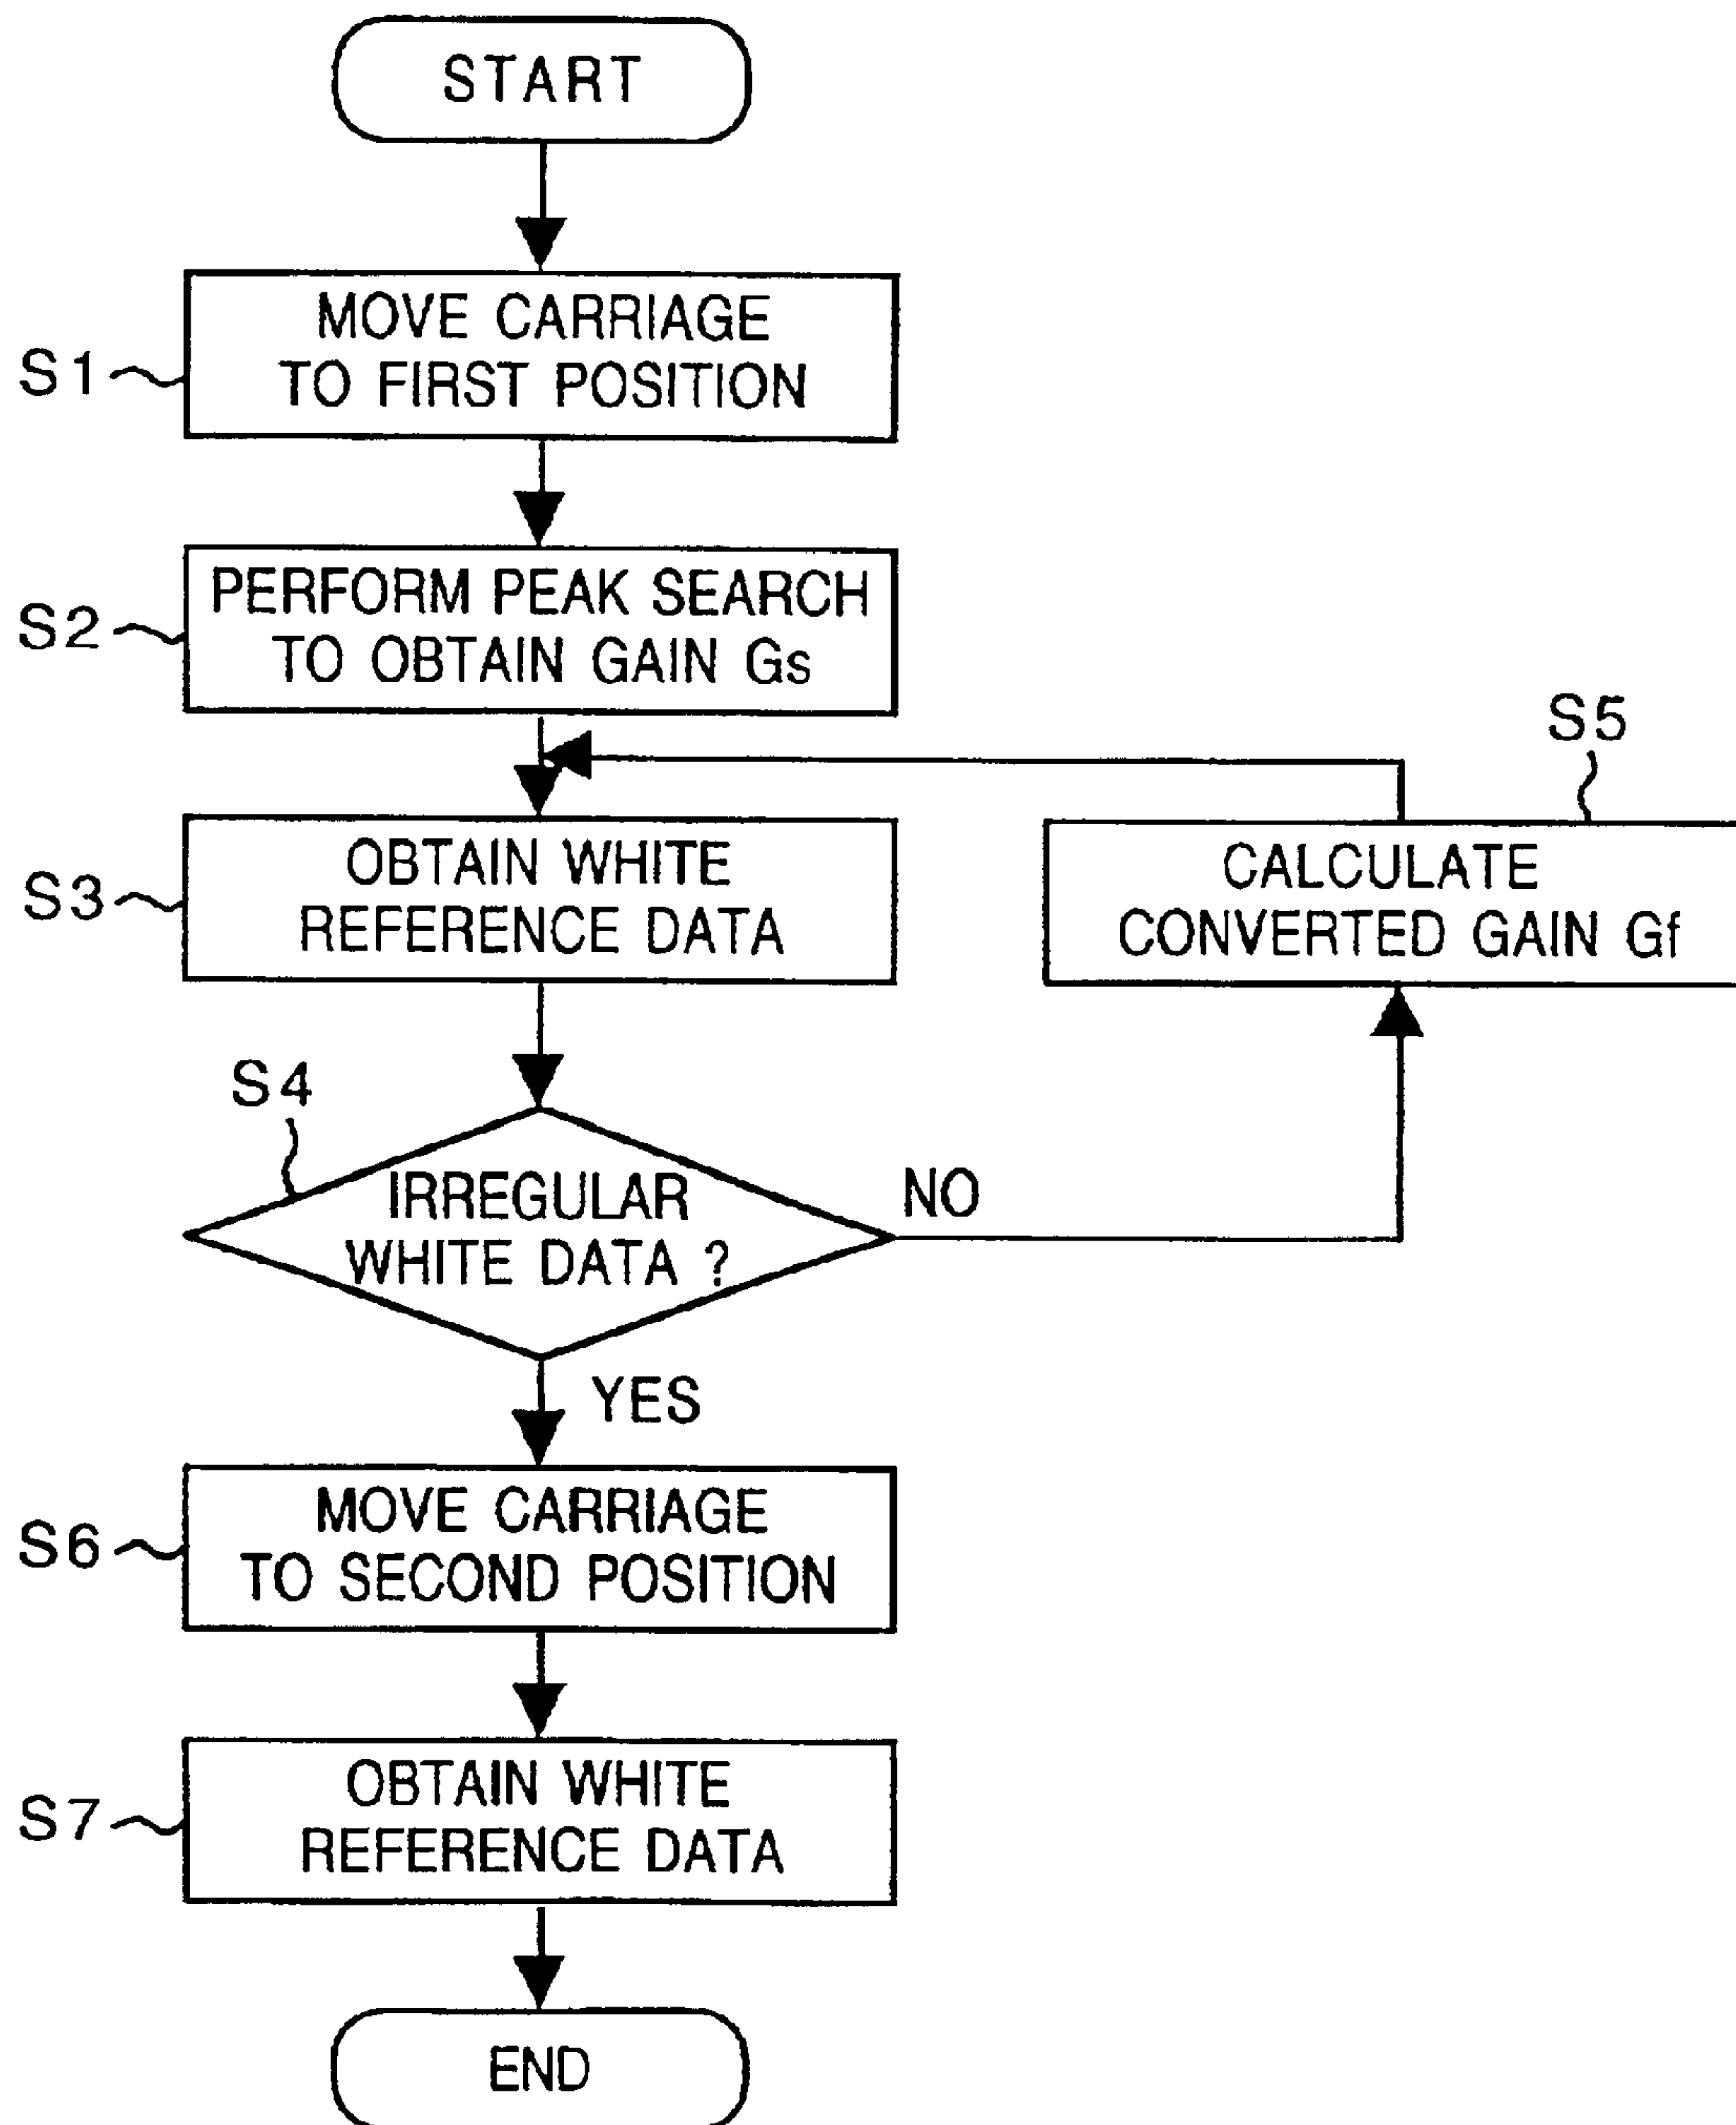 START
S1
MOVE CARRIAGE
TO FIRST POSITION
S2
PERFORM PEAK SEARCH
TO OBTAIN GAIN Gs
S3
OBTAIN WHITE
REFERENCE DATA
S5
CALCULATE
CONVERTED GAIN Gf
S4
IRREGULAR
WHITE DATA ?
NO
YES
S6
MOVE CARRIAGE
TO SECOND POSITION
S7
OBTAIN WHITE
REFERENCE DATA
END